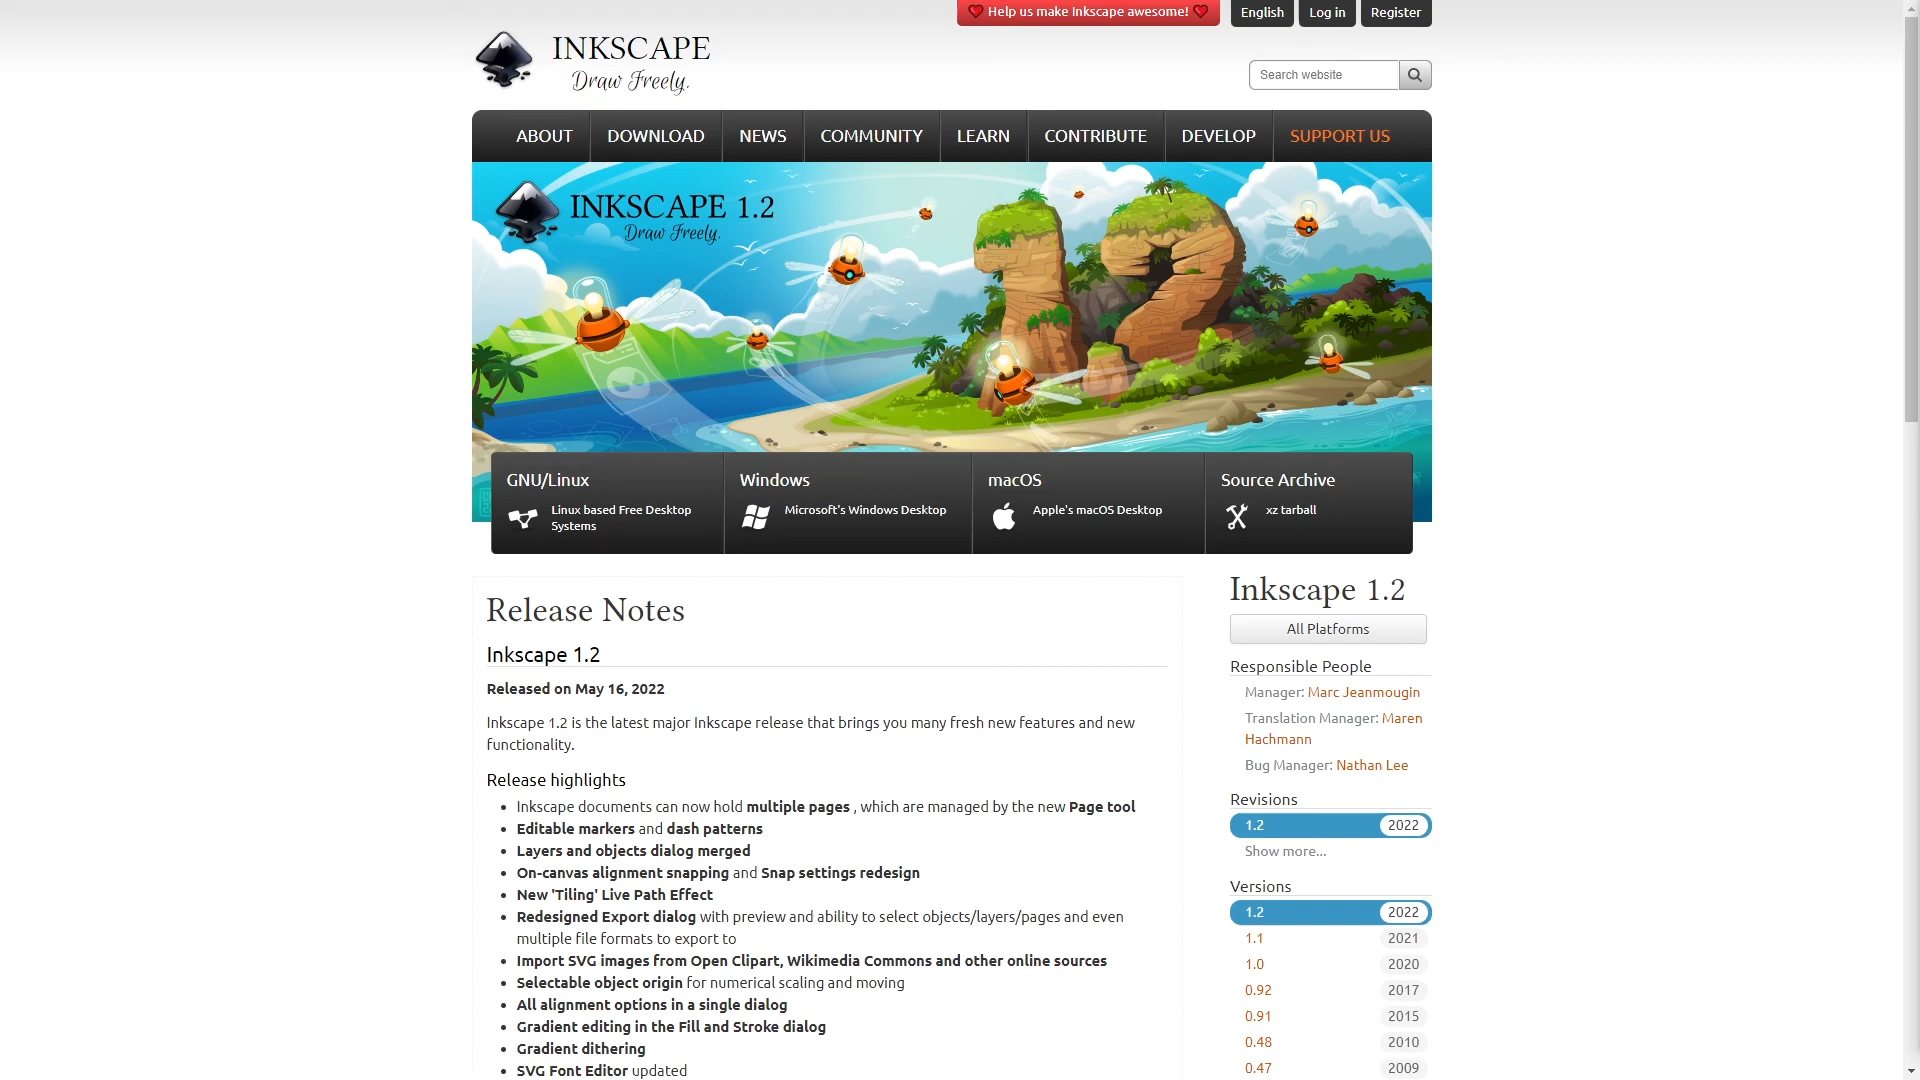 Help us make Inkscape awesome!
English
Log in
Register
INKSCAPE
Draw Freely.
Search website
ABOUT
DOWNLOAD
NEWS
COMMUNITY
LEARN
CONTRIBUTE
DEVELOP
SUPPORT US
INKSCAPE 1.2
Draw Freely.
GNU/Linux
Linux based Free Desktop
Systems
Windows
Microsoft's Windows Desktop
macOS
Apple's macOS Desktop
Source Archive
xz tarball
Release Notes
Inkscape 1.2
Released on May 16, 2022
Inkscape 1.2 is the latest major Inkscape release that brings you many fresh new features and new
functionality.
Release highlights
Inkscape documents can now hold multiple pages , which are managed by the new Page tool
Editable markers and dash patterns
Layers and objects dialog merged
On-canvas alignment snapping and Snap settings redesign
New 'Tiling' Live Path Effect
Redesigned Export dialog with preview and ability to select objects/layers/pages and even
multiple file formats to export to
Import SVG images from Open Clipart, Wikimedia Commons and other online sources
Selectable object origin for numerical scaling and moving
All alignment options in a single dialog
Gradient editing in the Fill and Stroke dialog
Gradient dithering
SVG Font Editor updated
Inkscape 1.2
All Platforms
Responsible People
Manager: Marc Jeanmougin
Translation Manager: Maren
Hachmann
Bug Manager: Nathan Lee
Revisions
1.2 2022
Show more...
Versions
1.2 2022
1.1 2021
1.0 2020
0.92 2017
0.91 2015
0.48 2010
0.47 2009